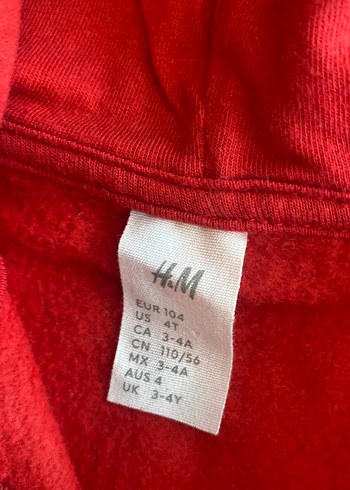 H&M
EUR 104
US 4T
CA 3-4A
CN 110/56
MX 3-4A
AUS 4
UK 3-4Y